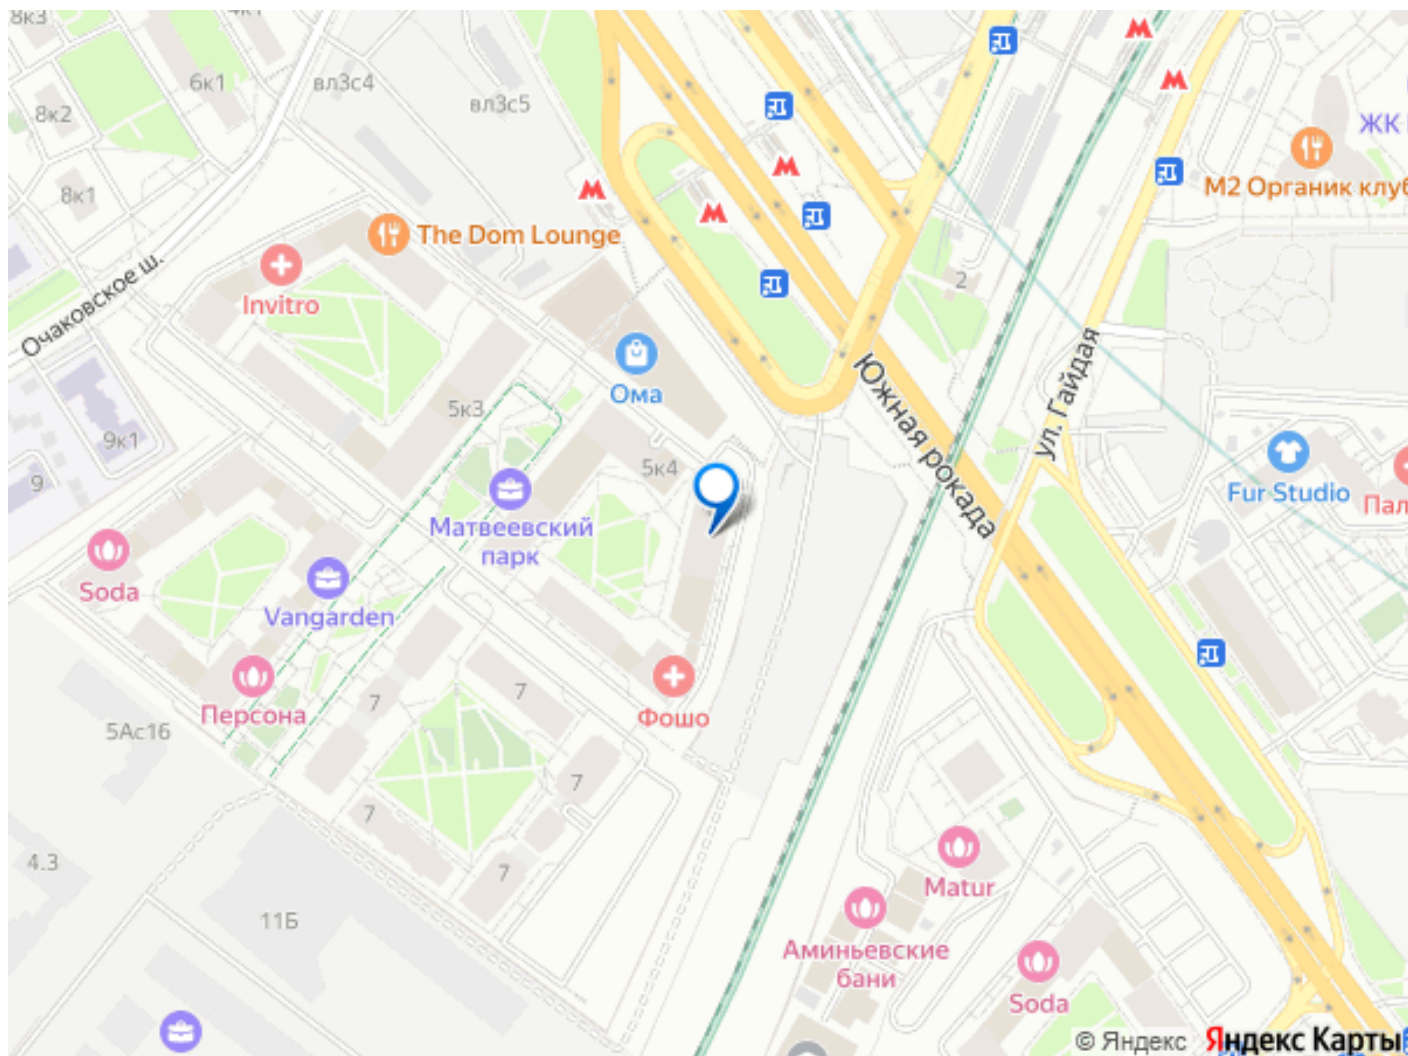 8к3
4к1
6к1
вл3с4
вл3с5
8к2
8к1
ЖК
М2 Органик клуб
The Dom Lounge
Invitro
Очаковское ш.
2
Ома
Южная рокада
ул. Гайдая
5к3
9к1
9
5к4
Fur Studio
Пал
Матвеевский
парк
Soda
Vangarden
Персона
7
7
Фошо
5Ас16
7
7
7
4.3
11Б
Matur
Аминьевские
бани
Soda
© Яндекс Яндекс Карты